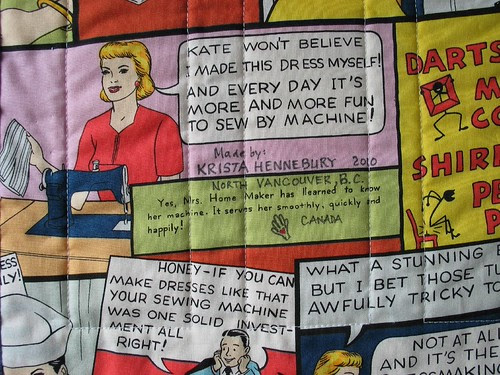 KATE WON'T BELIEVE
I MADE THIS DRESS MYSELF!
AND EVERY DAY IT'S
MORE AND MORE FUN
TO SEW BY MACHINE!
Made by:
KRISTA HENNEBURY 2010
NORTH VANCOUVER, B.C.
CANADA
Yes, Mrs. Home Maker has learned to know
her machine. It serves her smoothly, quickly and
happily!
DARTS
SHIR
HONEY-IF YOU CAN
MAKE DRESSES LIKE THAT
YOUR SEWING MACHINE
WAS ONE SOLID INVEST-
MENT ALL
RIGHT!
WHAT A STUNNING
BUT I BET THOSE
AWFULLY TRICKY TO
NOT AT AL
AND IT'S THE